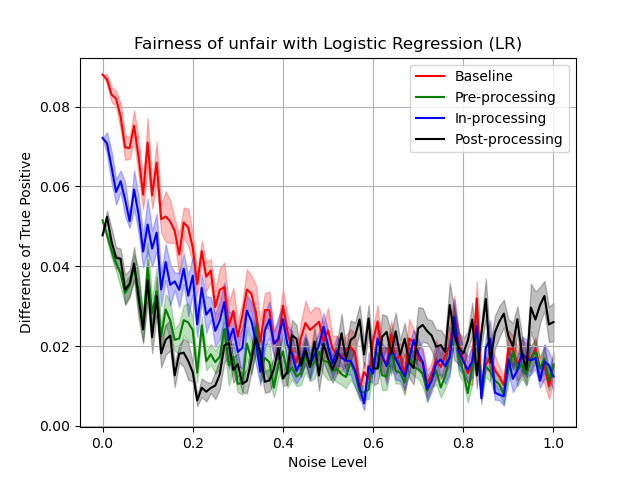 Fairness of unfair with Logistic Regression (LR)
Baseline
Pre-processing
In-processing
Post-processing
Difference of True Positive
0.08
0.06
0.04
0.02
0.00
0.0 0.2 0.4 0.6 0.8 1.0
Noise Level